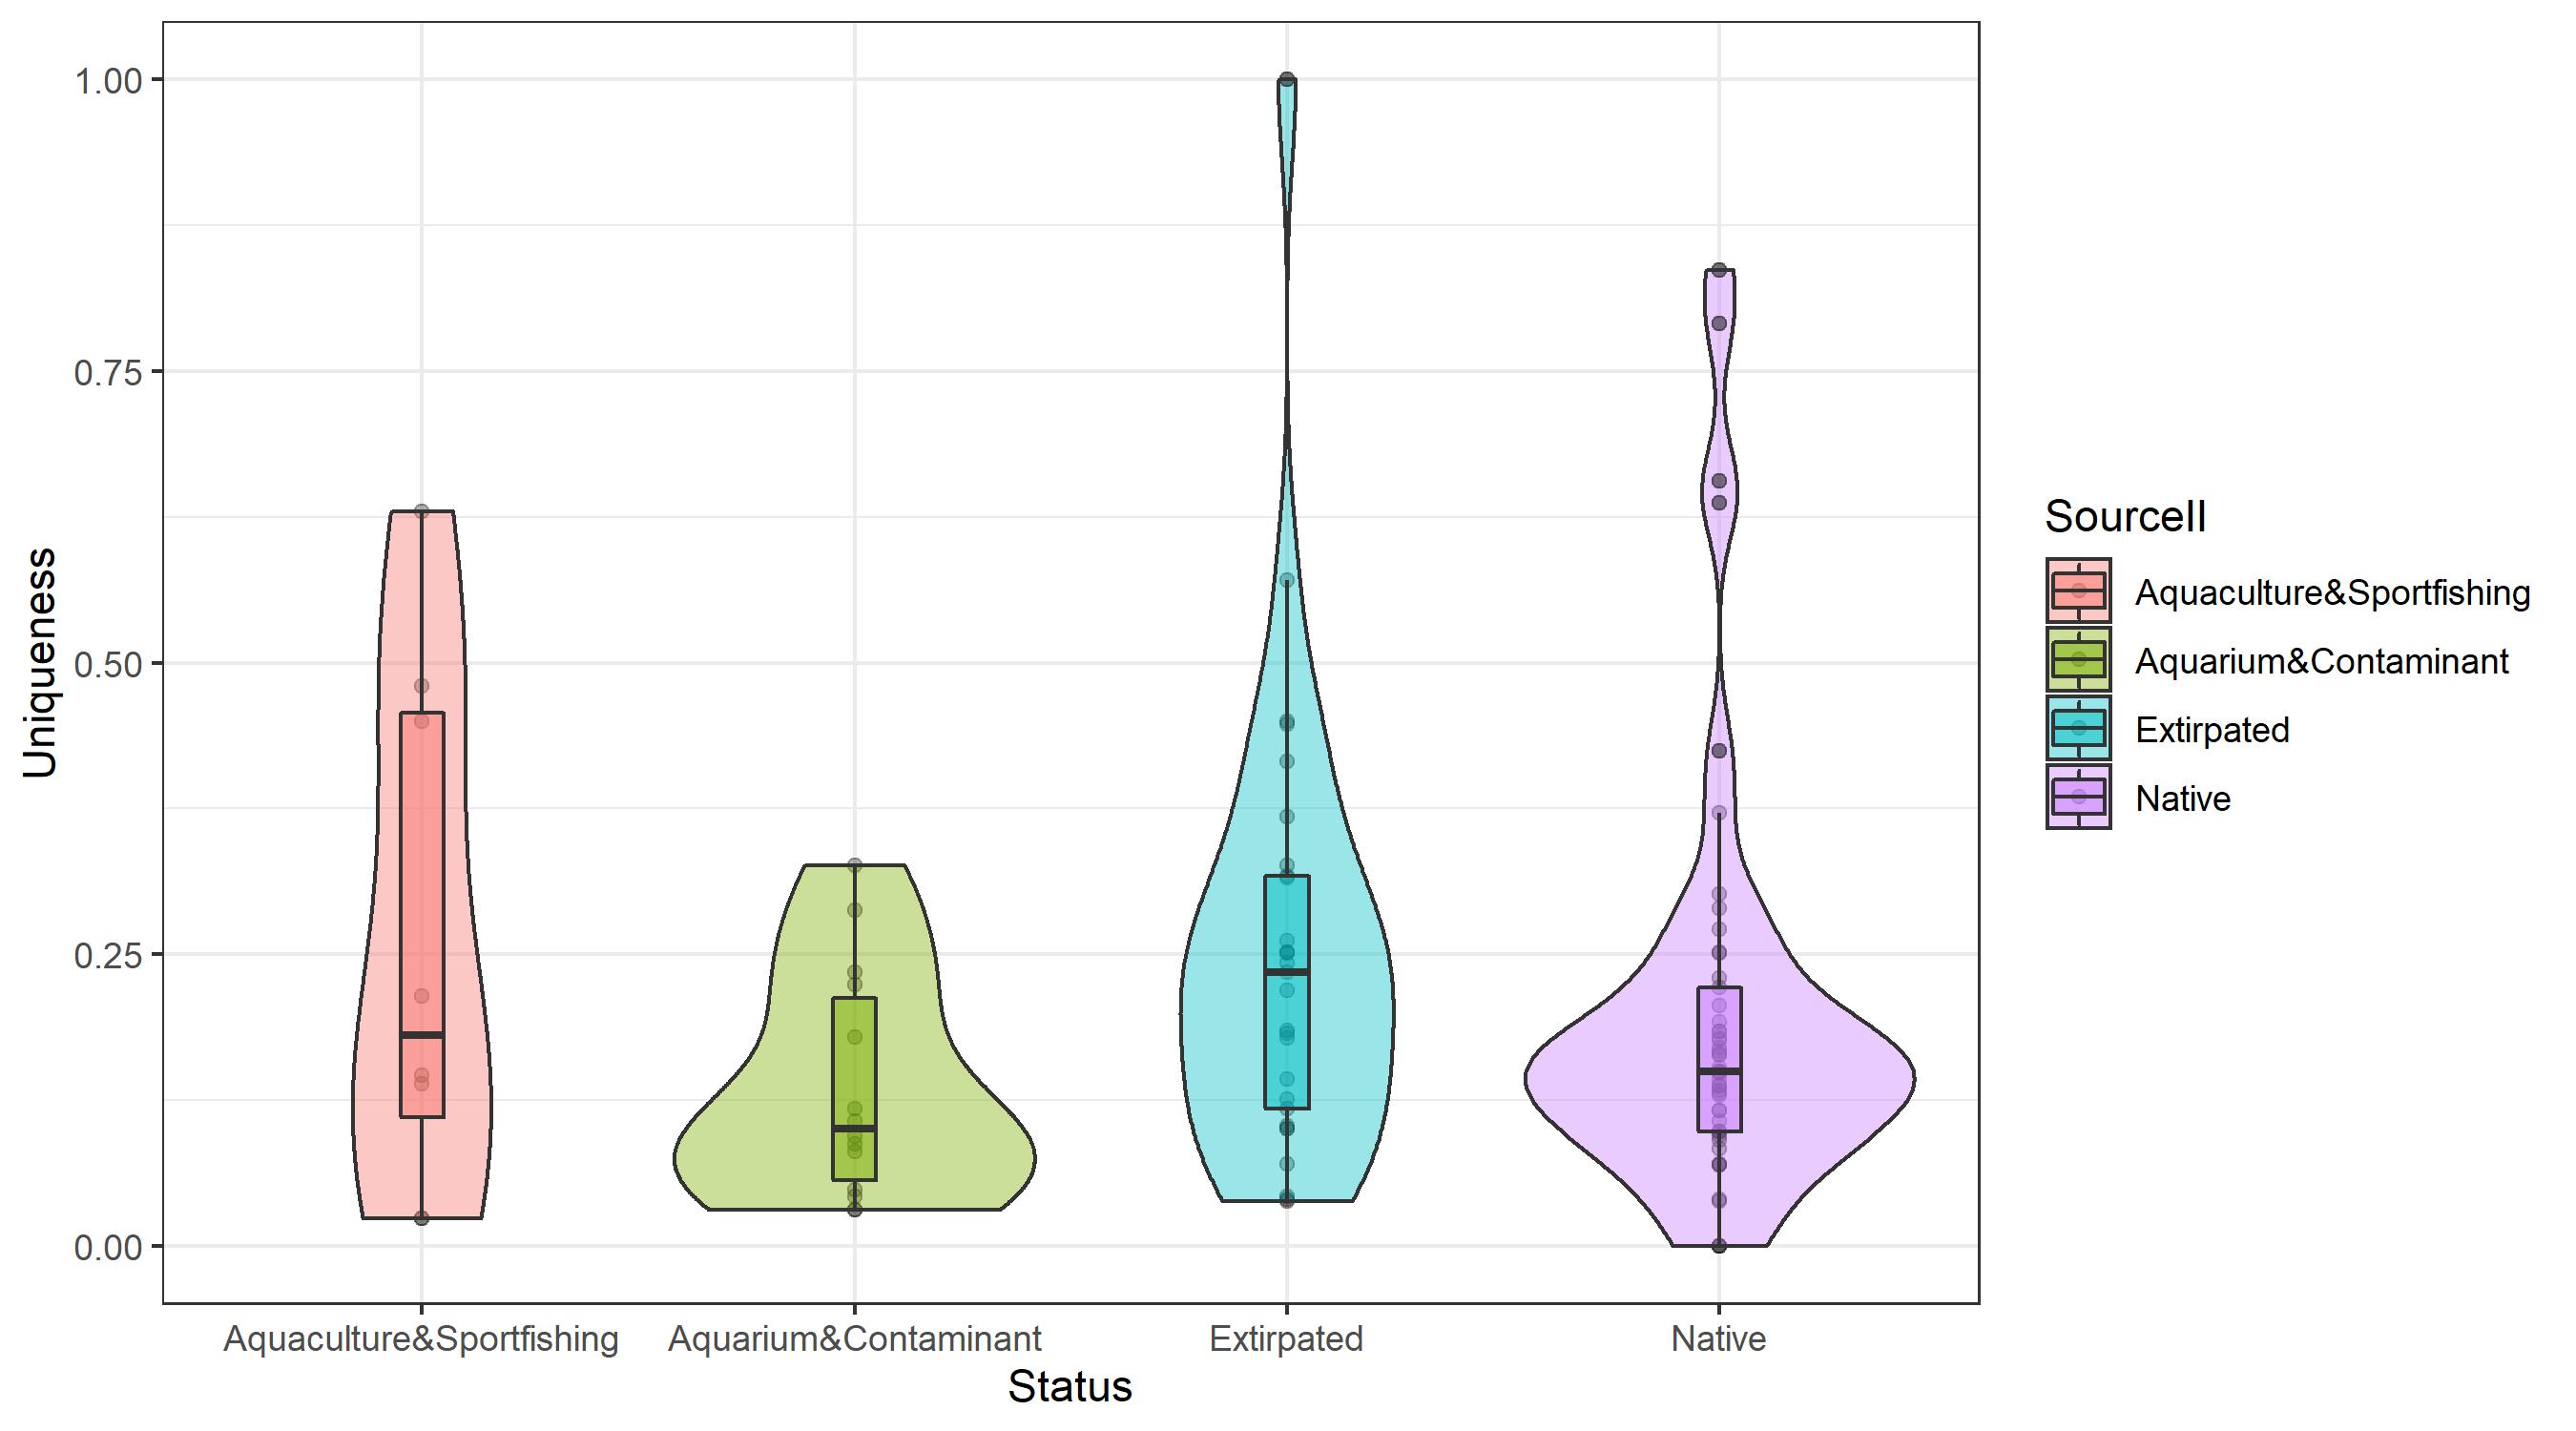 Uniqueness
1.00
0.75
0.50
0.25
0.00
Aquaculture&Sportfishing
Aquarium&Contaminant
Extirpated
Native
Status
SourceII
Aquaculture&Sportfishing
Aquarium&Contaminant
Extirpated
Native